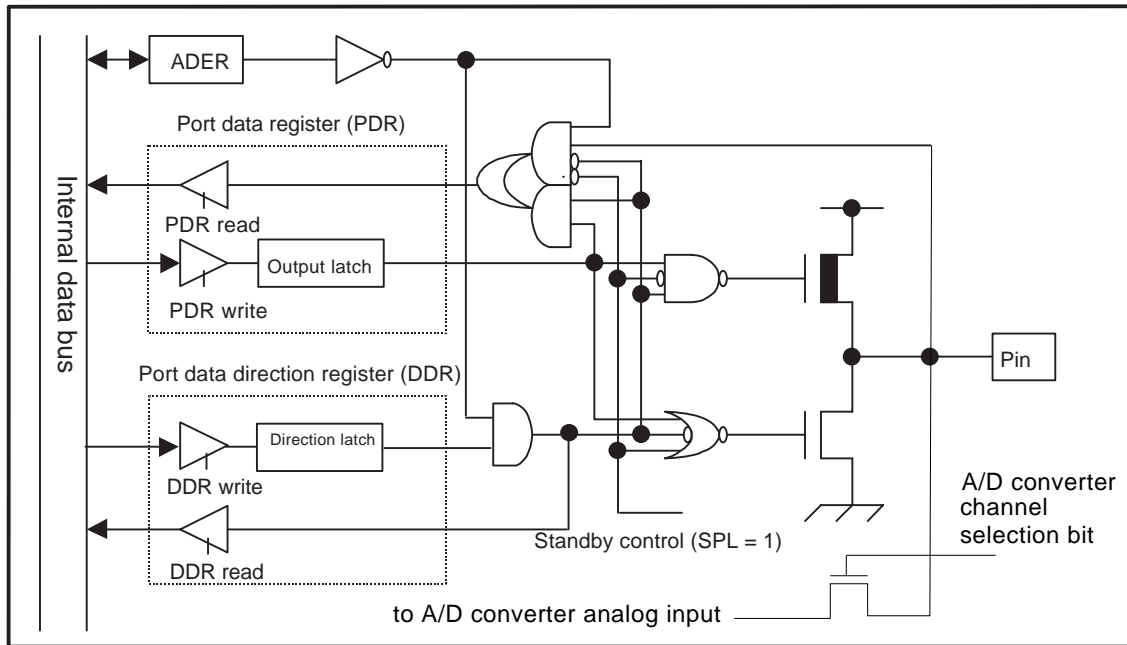 ADER
Port data register (PDR)
PDR read
Output latch
PDR write
Internal data bus
Pin
Port data direction register (DDR)
Direction latch
DDR write
DDR read
Standby control (SPL = 1)
A/D converter
channel
selection bit
to A/D converter analog input